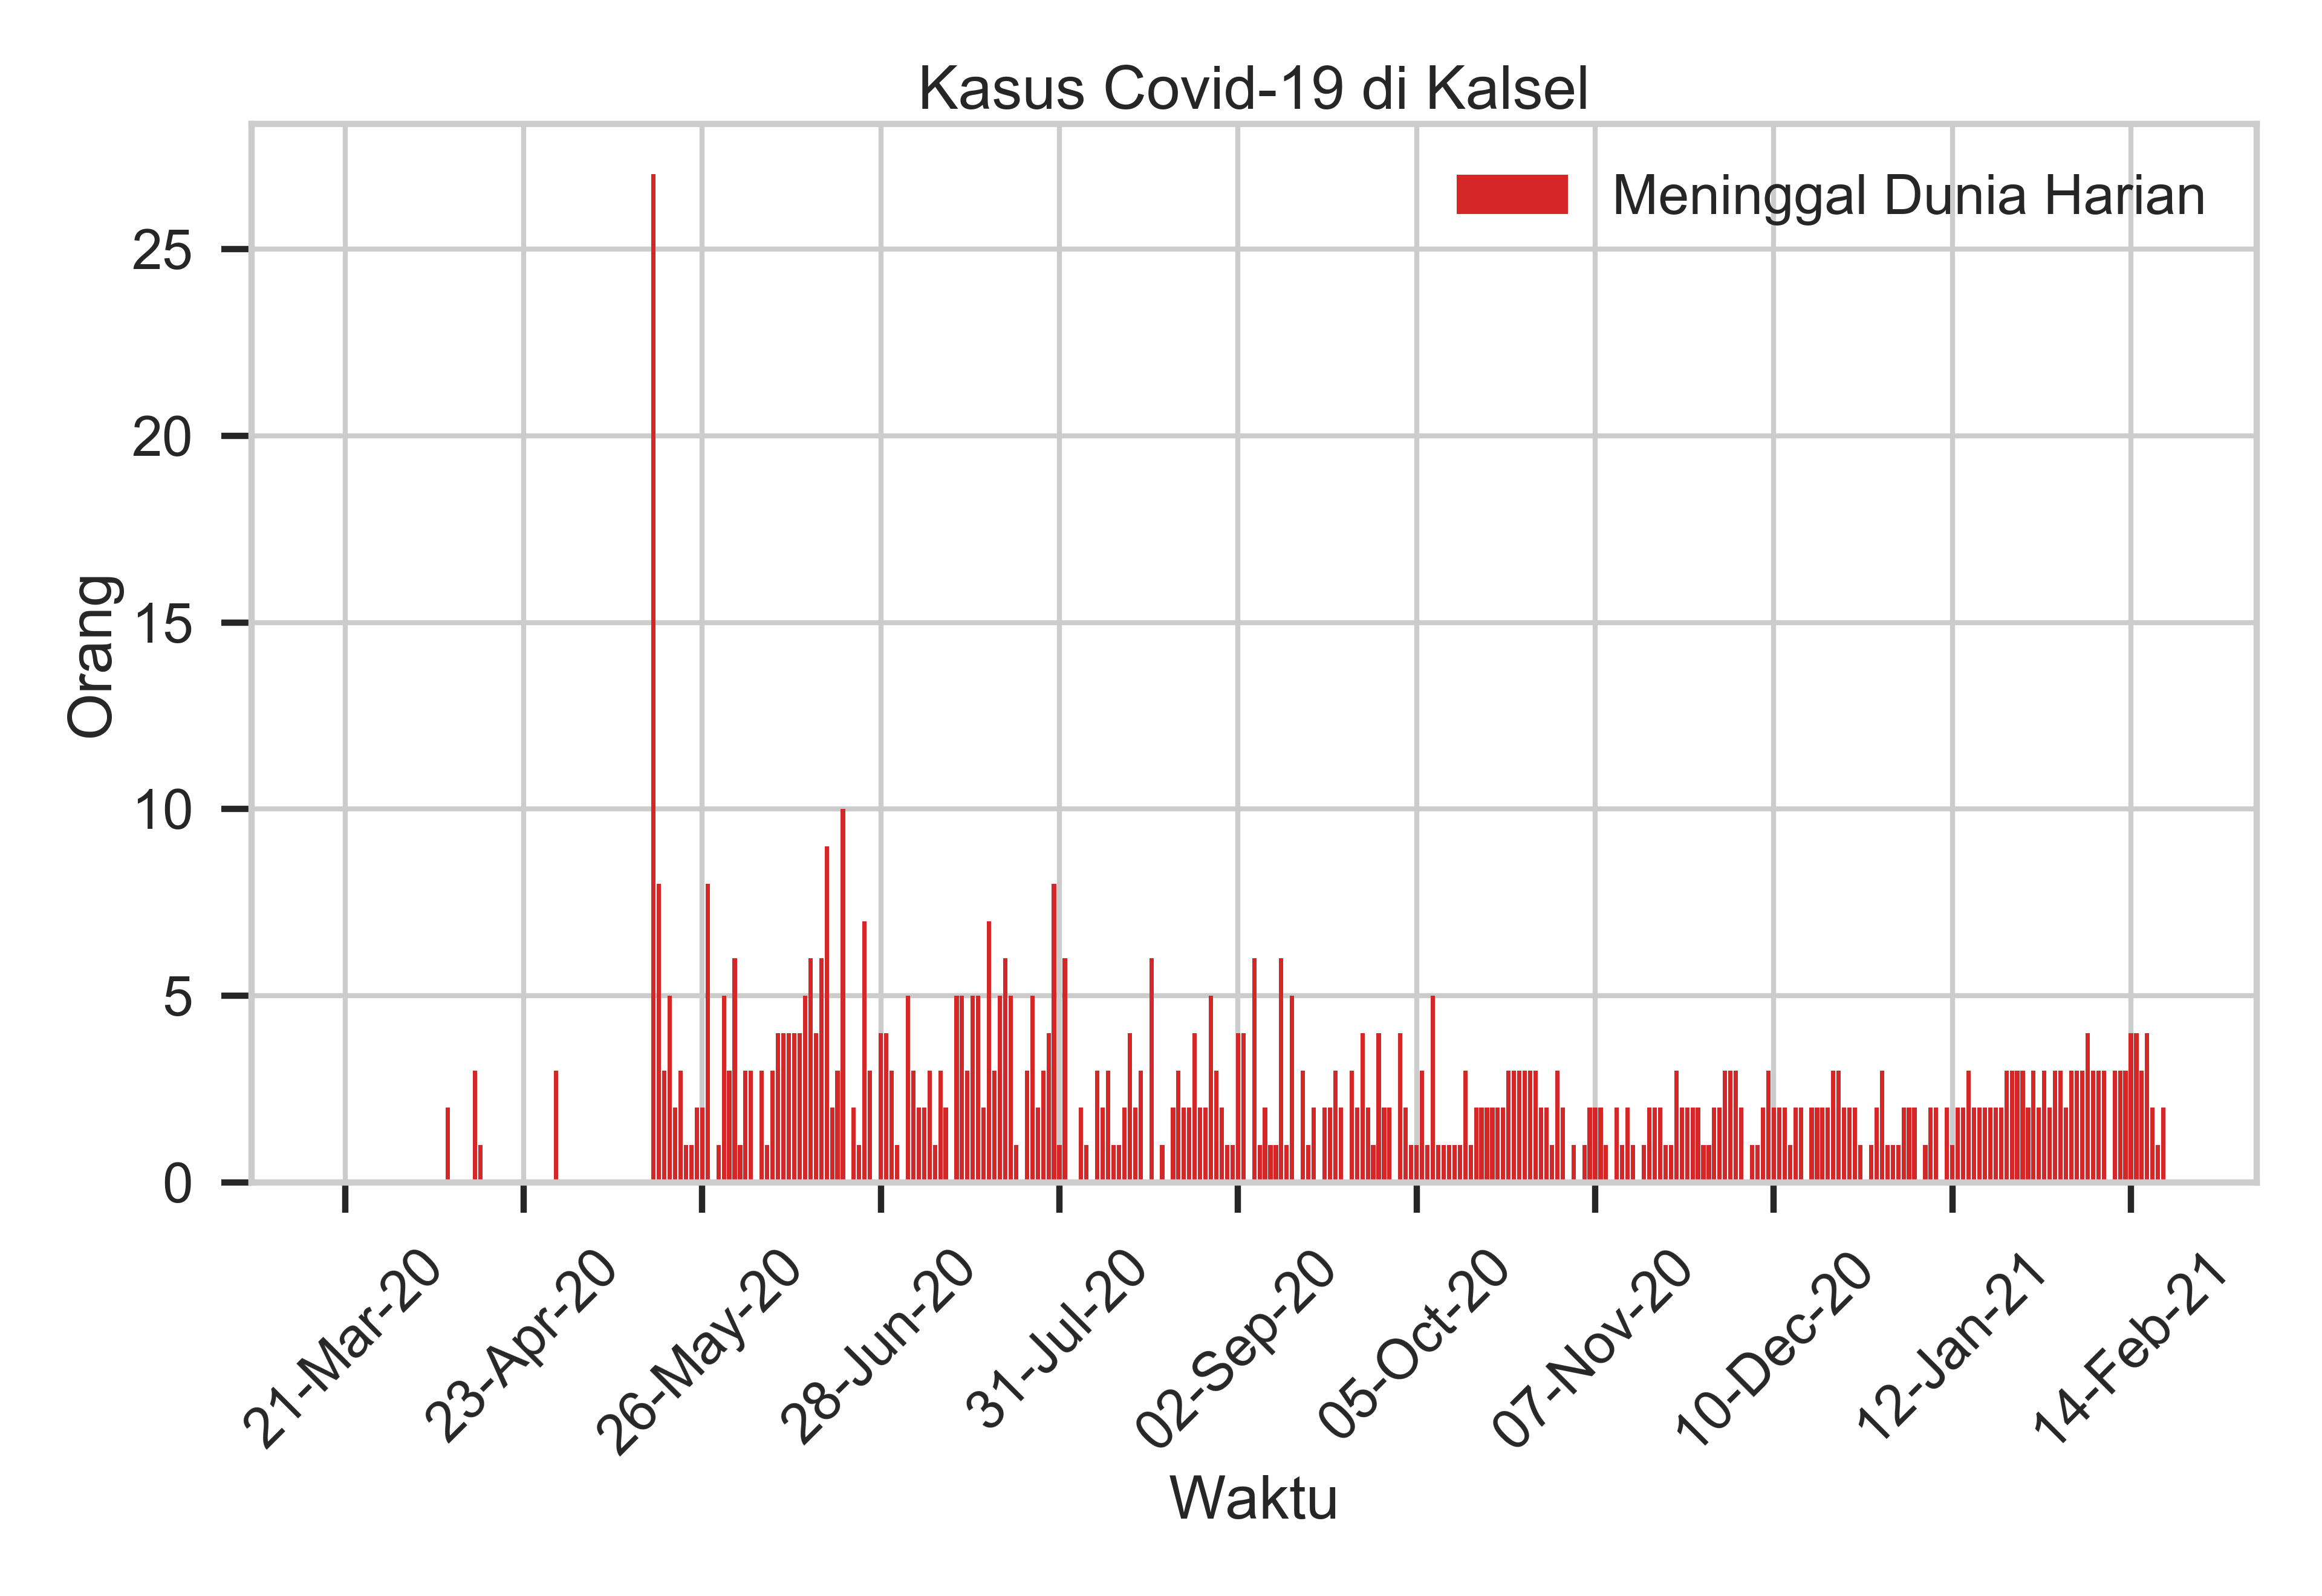 Kasus Covid-19 di Kalsel
Meninggal Dunia Harian
Orang
25
20
15
10
5
0
21-Mar-20
23-Apr-20
26-May-20
28-Jun-20
31-Jul-20
02-Sep-20
05-Oct-20
07-Nov-20
10-Dec-20
12-Jan-21
14-Feb-21
Waktu